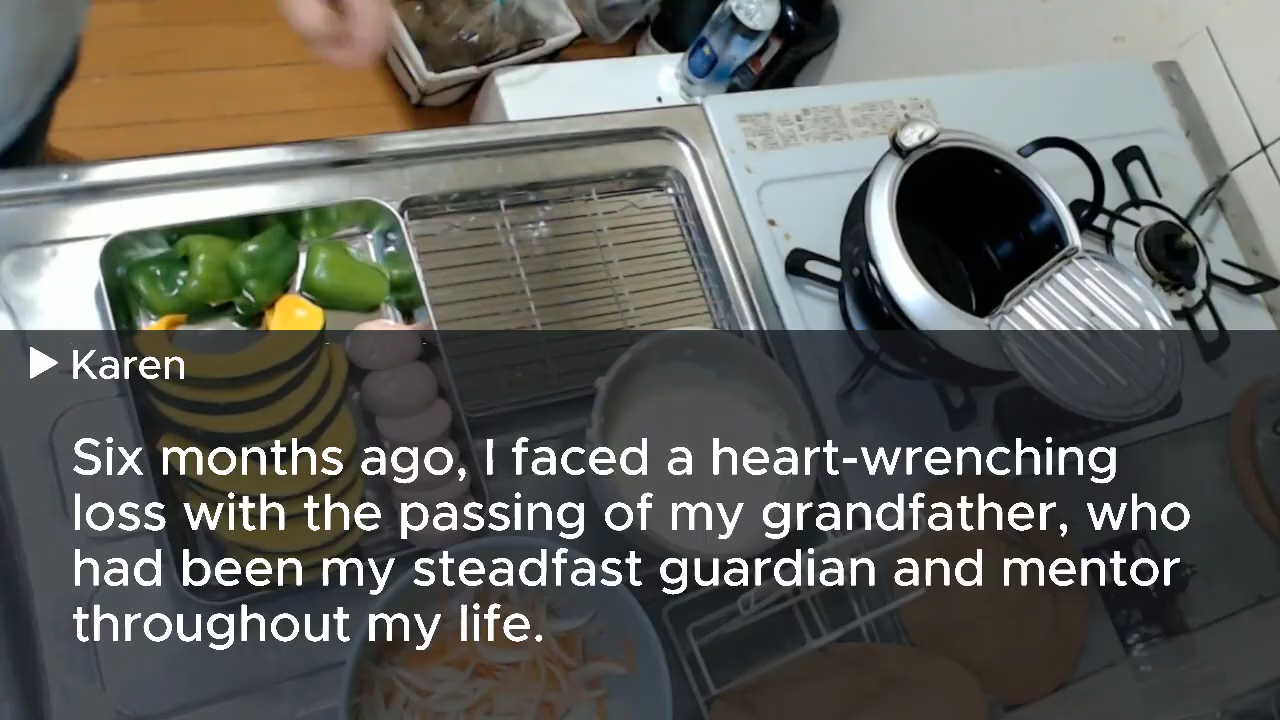 ▶ Karen
Six months ago, I faced a heart-wrenching
loss with the passing of my grandfather, who
had been my steadfast guardian and mentor
throughout my life.